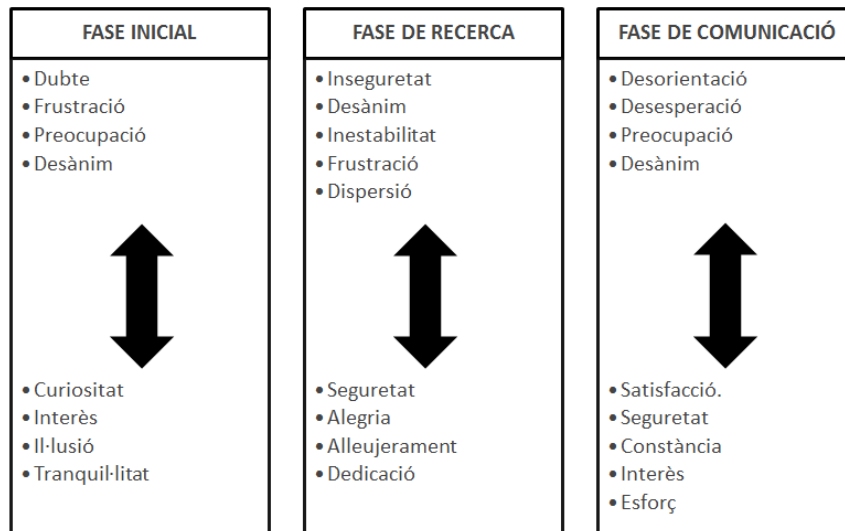 FASE INICIAL
• Dubte
• Frustració
• Preocupació
• Desànim
• Curiositat
• Interès
• Il·lusió
• Tranquil·litat
FASE DE RECERCA
• Inseguretat
• Desànim
• Inestabilitat
• Frustració
• Dispersió
• Seguretat
• Alegria
• Alleujerament
• Dedicació
FASE DE COMUNICACIÓ
• Desorientació
• Desesperació
• Preocupació
• Desànim
• Satisfacció.
• Seguretat
• Constància
• Interès
• Esforç